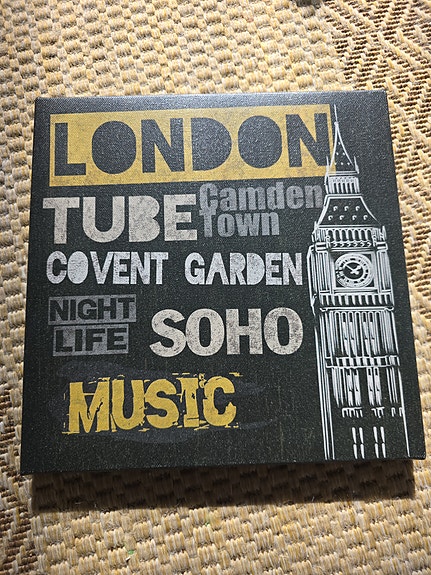 LONDON
TUBE
Camden
Town
COVENT GARDEN
NIGHT
LIFE
SOHO
MUSIC